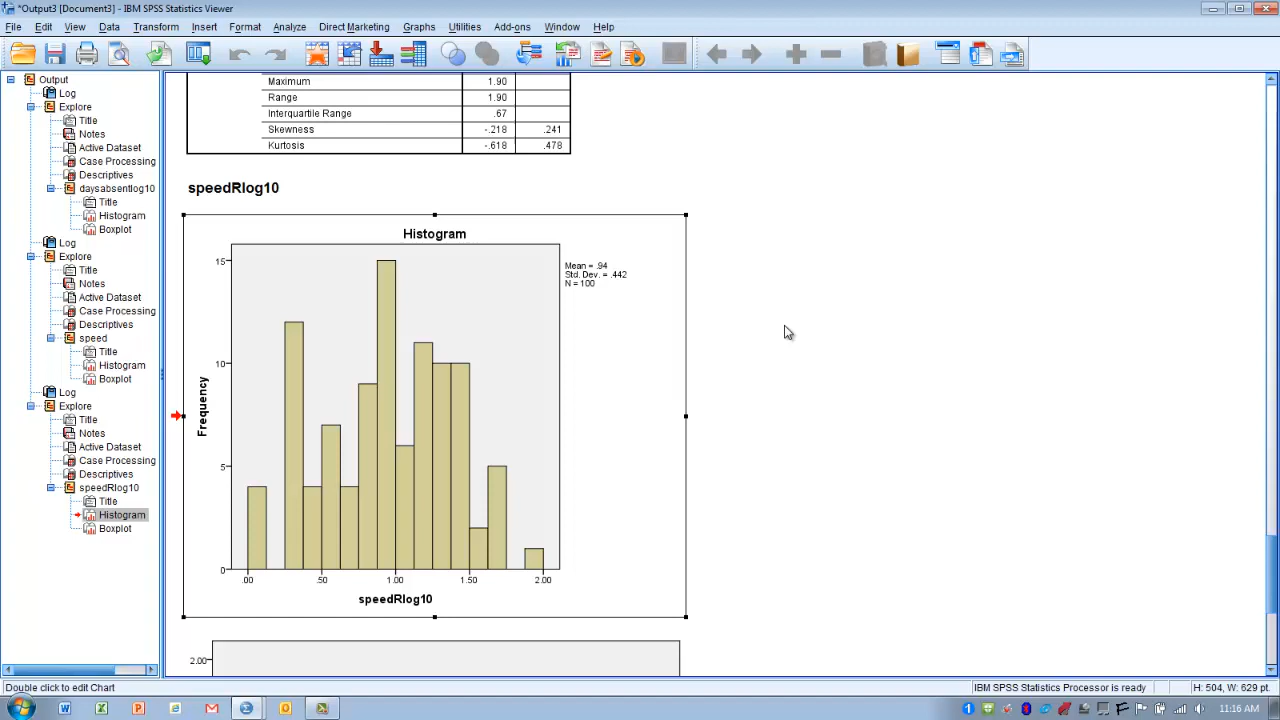 *Output3 [Document3] - IBM SPSS Statistics Viewer
File Edit View Data Transform Insert Format Analyze Direct Marketing Graphs Utilities Add-ons Window Help
Output
Log
Explore
Title
Notes
Active Dataset
Case Processing
Descriptives
daysabsentlog10
Title
Histogram
Boxplot
Log
Explore
Title
Notes
Active Dataset
Case Processing
Descriptives
speed
Title
Histogram
Boxplot
Log
Explore
Title
Notes
Active Dataset
Case Processing
Descriptives
speedRlog10
Title
Histogram
Boxplot
Maximum 1.90
Range 1.90
Interquartile Range .67
Skewness -.218 .241
Kurtosis -.618 .478
speedRlog10
Histogram
Mean = .94
Std. Dev. = .442
N = 100
Frequency
15
10
5
0
.00 .50 1.00 1.50 2.00
speedRlog10
2.00
Double click to edit Chart
IBM SPSS Statistics Processor is ready
H: 504, W: 629 pt.
11:16 AM